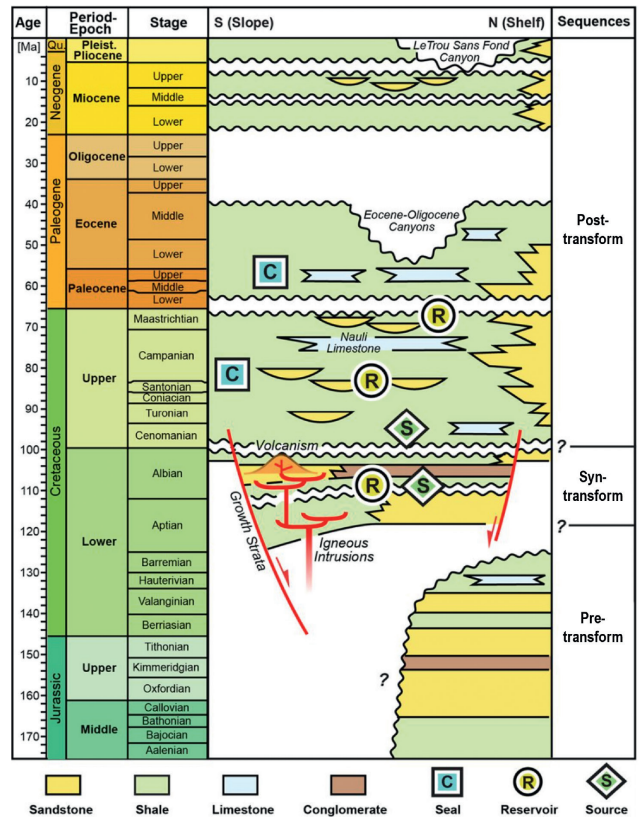 Age Period-Epoch Stage S (Slope) N (Shelf) Sequences
[Ma]
10
20
30
40
50
60
70
80
90
100
110
120
130
140
150
160
170
Qu.
Neogene
Paleogene
Cretaceous
Jurassic
Pleist.
Pliocene
Miocene
Oligocene
Eocene
Paleocene
Upper
Lower
Upper
Middle
Upper
Middle
Lower
Upper
Lower
Upper
Middle
Lower
Upper
Middle
Lower
Maastrichtian
Campanian
Santonian
Coniacian
Turonian
Cenomanian
Albian
Aptian
Barremian
Hauterivian
Valanginian
Berriasian
Tithonian
Kimmeridgian
Oxfordian
Callovian
Bathonian
Bajocian
Aalenian
LeTrou Sans Fond
Canyon
Eocene-Oligocene
Canyons
C
R
Nauli
Limestone
C
R
S
Volcanism
R
S
Growth Strata
Igneous
Intrusions
?
Post-
transform
?
Syn-
transform
?
Pre-
transform
C R S
Sandstone Shale Limestone Conglomerate Seal Reservoir Source